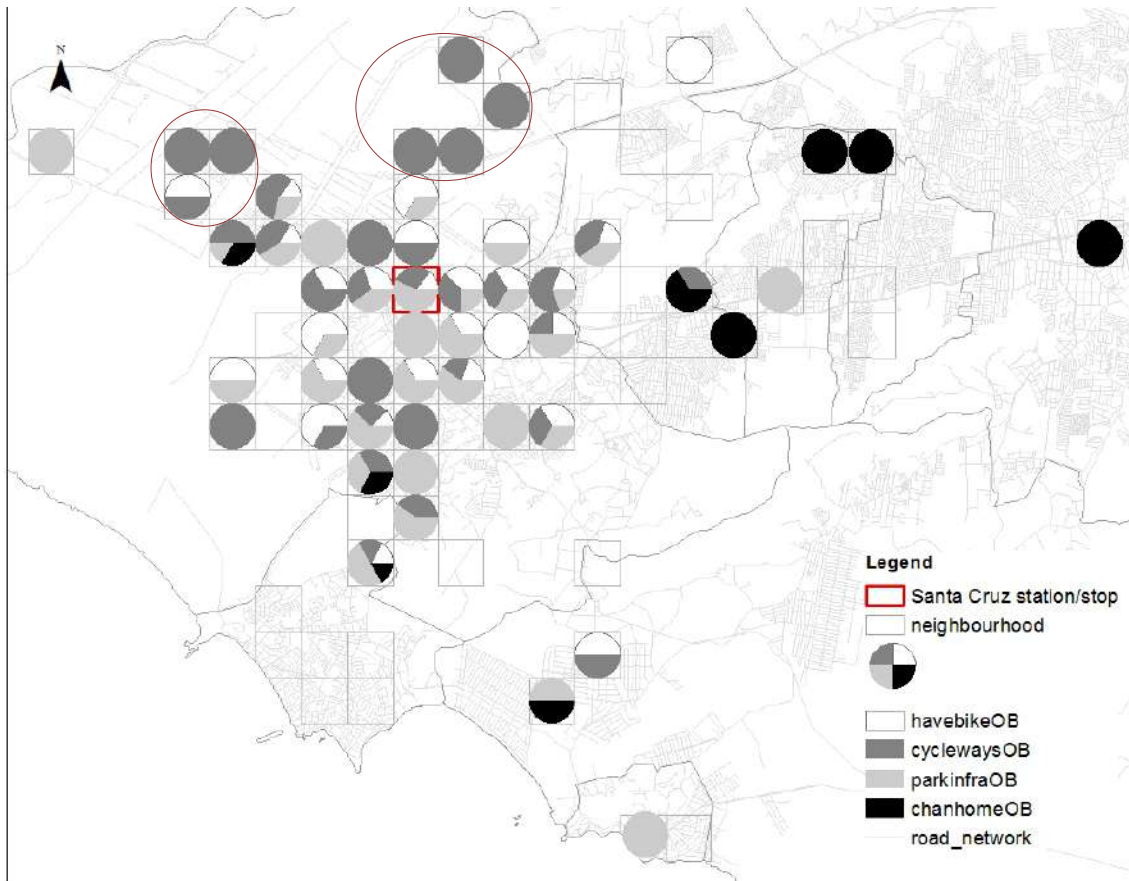 N
Legend
Santa Cruz station/stop
neighbourhood
havebikeOB
cyclewaysOB
parkinfraOB
chanhomeOB
road_network